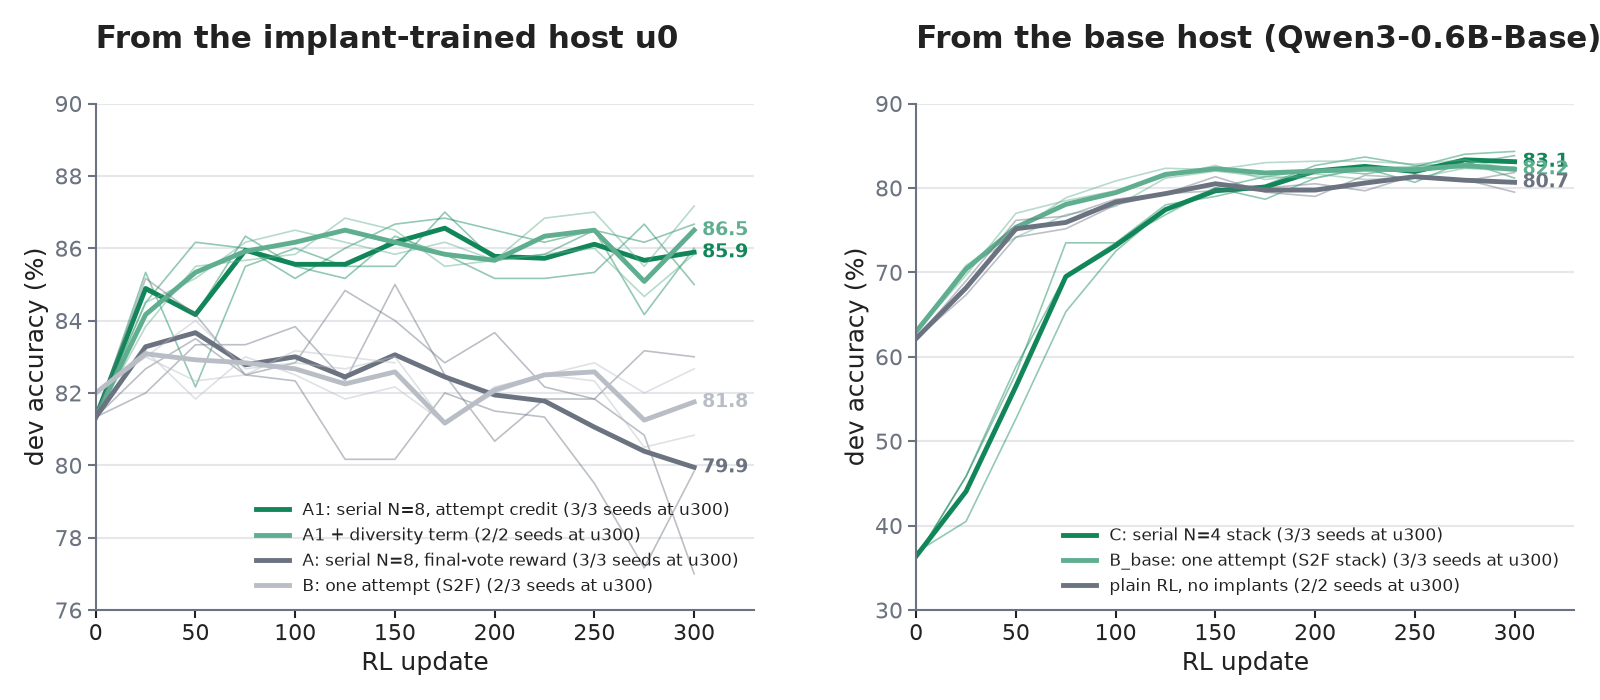 From the implant-trained host u0
90
88
86
84
82
80
78
76
dev accuracy (%)
86.5
85.9
81.8
79.9
A1: serial N=8, attempt credit (3/3 seeds at u300)
A1 + diversity term (2/2 seeds at u300)
A: serial N=8, final-vote reward (3/3 seeds at u300)
B: one attempt (S2F) (2/3 seeds at u300)
0 50 100 150 200 250 300
RL update
From the base host (Qwen3-0.6B-Base)
90
80
70
60
50
40
30
dev accuracy (%)
83.1
82.2
80.7
C: serial N=4 stack (3/3 seeds at u300)
B_base: one attempt (S2F stack) (3/3 seeds at u300)
plain RL, no implants (2/2 seeds at u300)
0 50 100 150 200 250 300
RL update